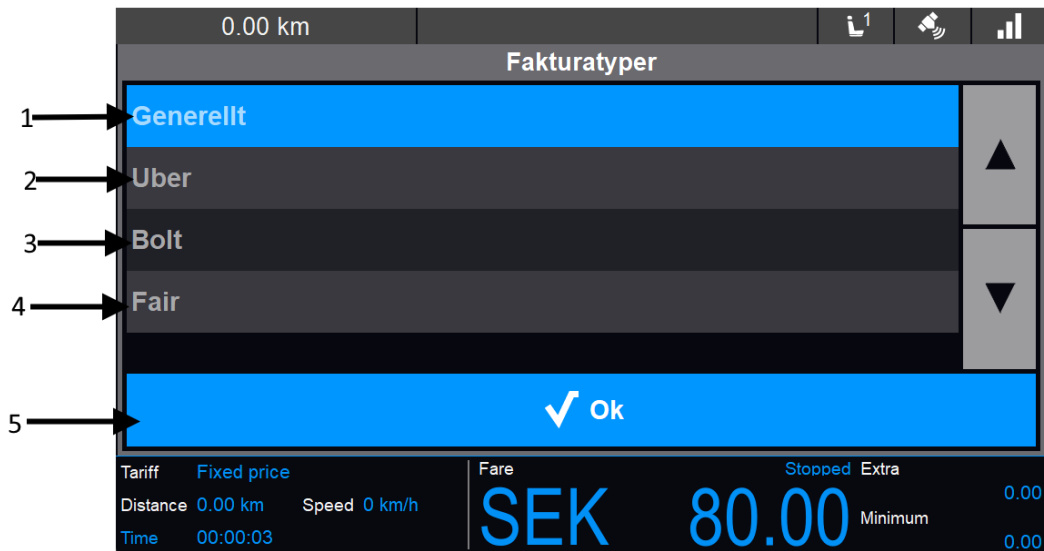 0.00 km 1
Fakturatyper
1 Generellt
2 Uber
3 Bolt
4 Fair
5 Ok
Tariff Fixed price Fare Stopped Extra
Distance 0.00 km Speed 0 km/h SEK 80.00 0.00
Minimum
Time 00:00:03 0.00